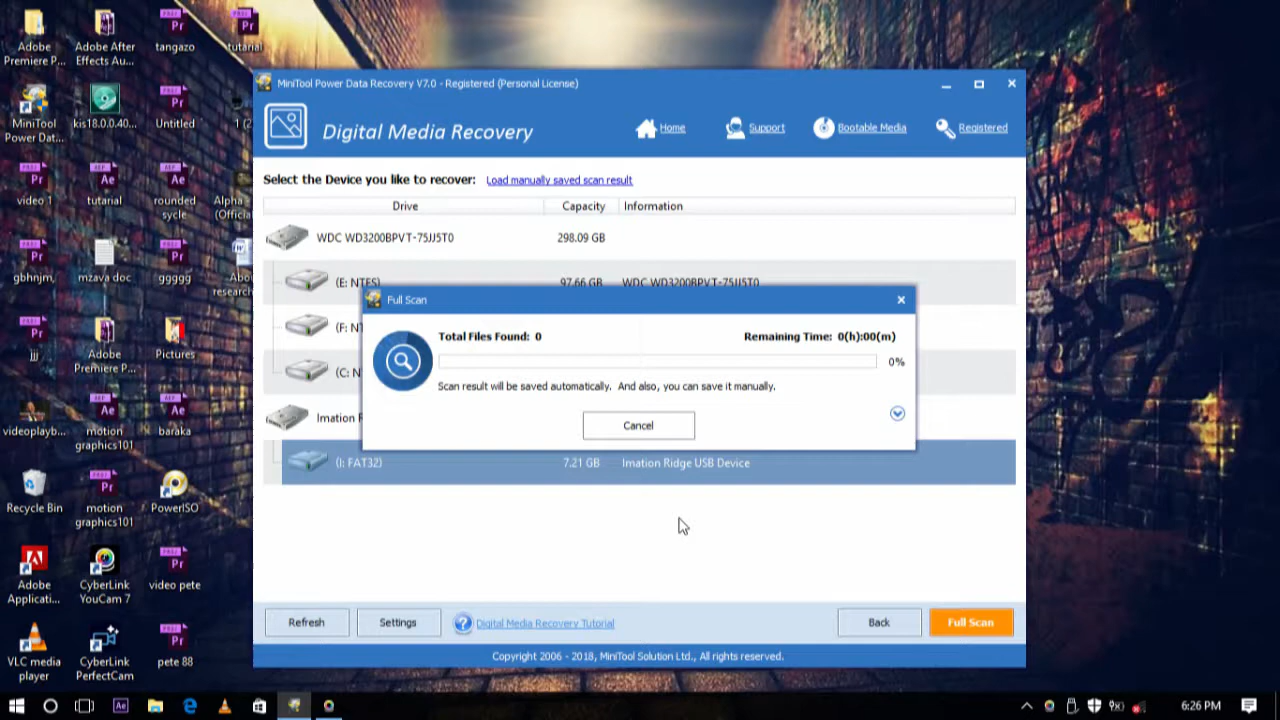 Adobe
Premiere P...
Adobe After
Effects Au...
tangazo
tutarial
MiniTool
Power Dat...
kis18.0.0.40...
Untitled
1 (2
video 1
tutarial
rounded
sycle
Alpha -
(Official
gbhnjm,
mzava doc
ggggg
Abo
research
jjj
Adobe
Premiere P...
Pictures
videoplayb...
motion
graphics101
baraka
Recycle Bin
motion
graphics101
PowerISO
Adobe
Applicati...
CyberLink
YouCam 7
video pete
VLC media
player
CyberLink
PerfectCam
pete 88
MiniTool Power Data Recovery V7.0 - Registered (Personal License)
Digital Media Recovery
Home
Support
Bootable Media
Registered
Select the Device you like to recover: Load manually saved scan result
Drive Capacity Information
WDC WD3200BPVT-75JJ5T0 298.09 GB
(E: NTFS) 97.66 GB WDC WD3200BPVT-75JJ5T0
(F: NT
(C: N
Imation R
(I: FAT32) 7.21 GB Imation Ridge USB Device
Full Scan
Total Files Found: 0 Remaining Time: 0(h):00(m)
0%
Scan result will be saved automatically. And also, you can save it manually.
Cancel
Refresh
Settings
Digital Media Recovery Tutorial
Back
Full Scan
Copyright 2006 - 2018, MiniTool Solution Ltd., All rights reserved.
6:26 PM